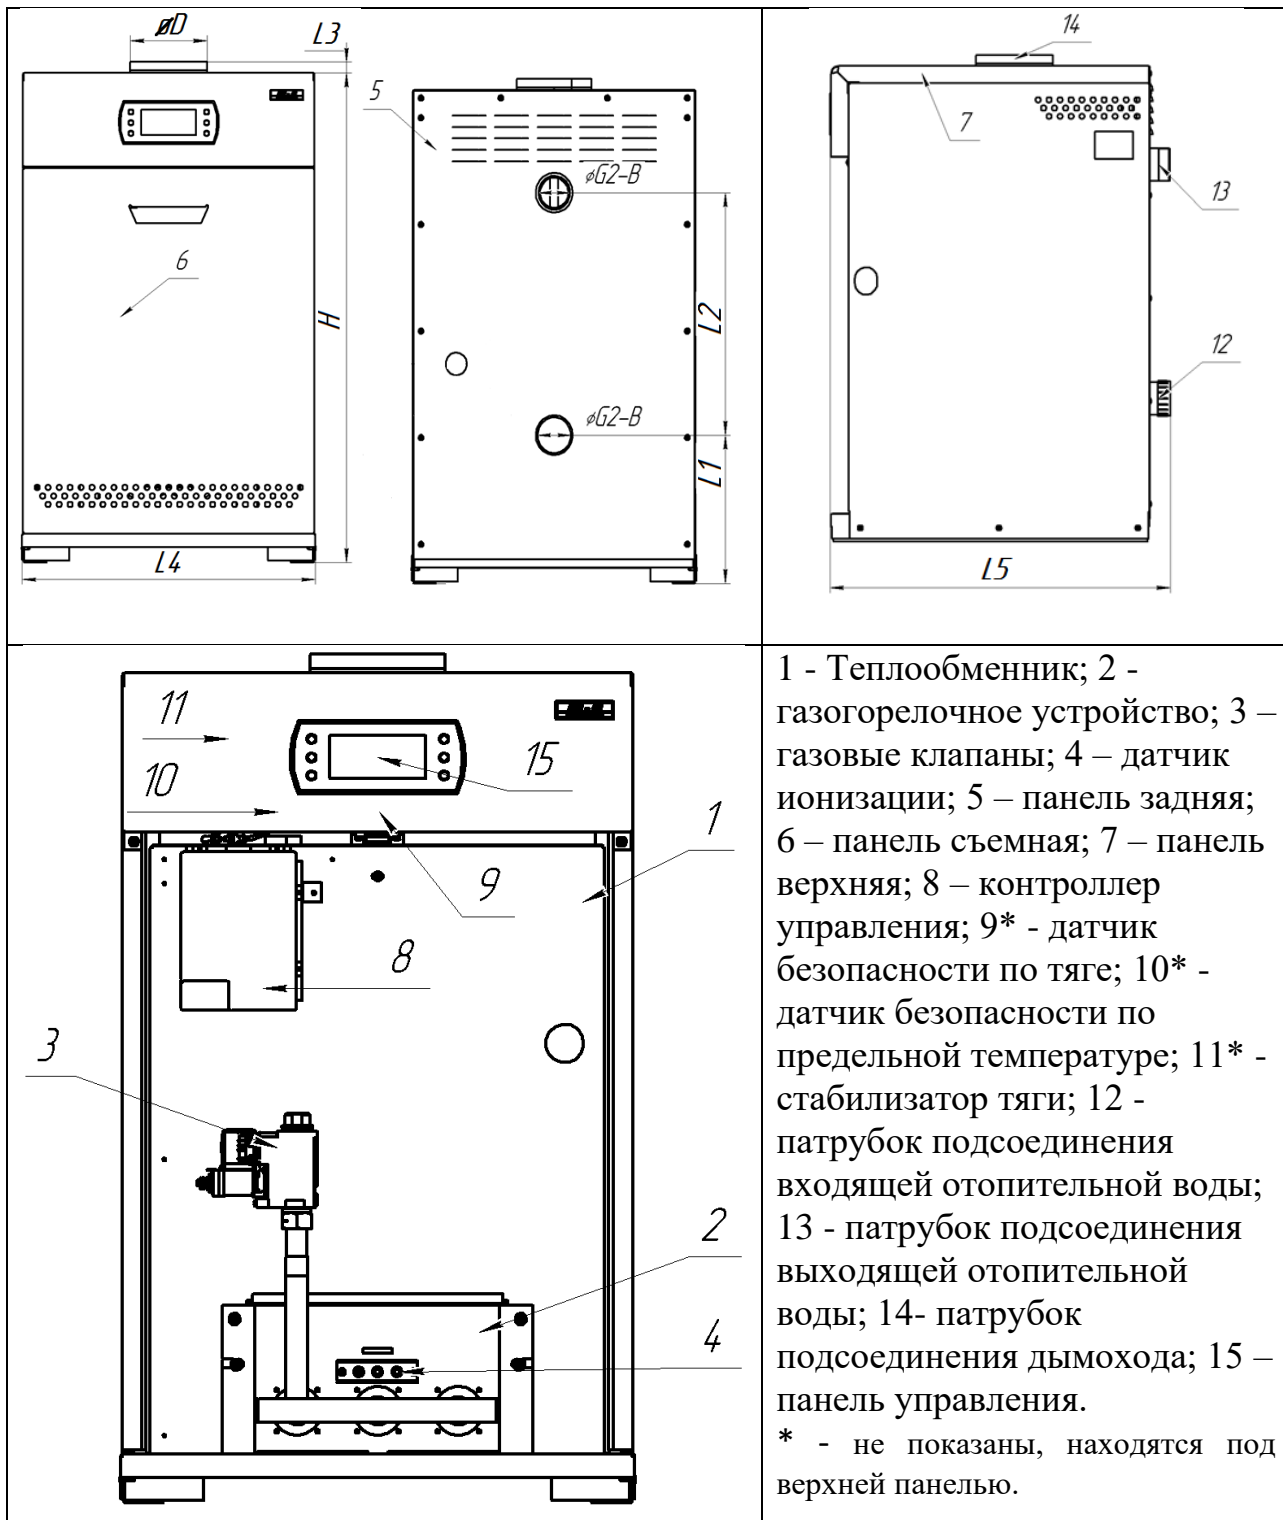 øD
L3
5
6
H
L4
øG2-B
øG2-B
L2
L1
14
7
13
12
L5
11
10
15
1
9
8
3
2
4
1 - Теплообменник; 2 -
газогорелочное устройство; 3 –
газовые клапаны; 4 – датчик
ионизации; 5 – панель задняя;
6 – панель съемная; 7 – панель
верхняя; 8 – контроллер
управления; 9* - датчик
безопасности по тяге; 10* -
датчик безопасности по
предельной температуре; 11* -
стабилизатор тяги; 12 -
патрубок подсоединения
входящей отопительной воды;
13 - патрубок подсоединения
выходящей отопительной
воды; 14- патрубок
подсоединения дымохода; 15 –
панель управления.
* - не показаны, находятся под
верхней панелью.